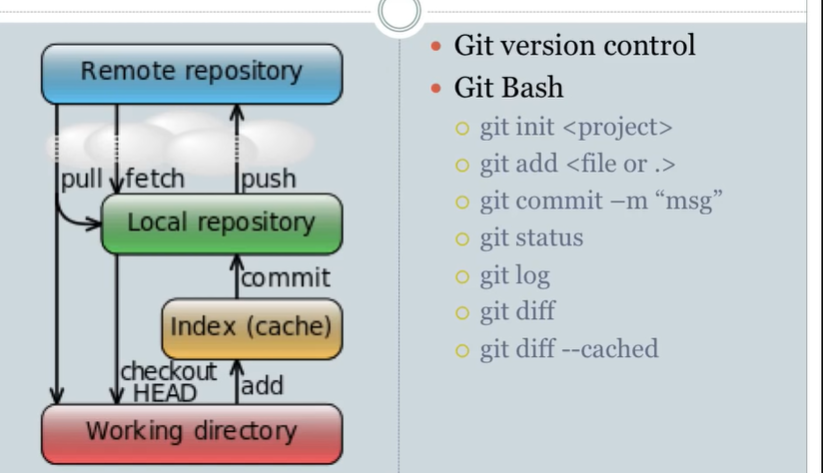 Remote repository
pull
fetch
push
Local repository
commit
Index (cache)
checkout
HEAD
add
Working directory
Git version control
Git Bash
git init <project>
git add <file or .>
git commit –m “msg”
git status
git log
git diff
git diff --cached